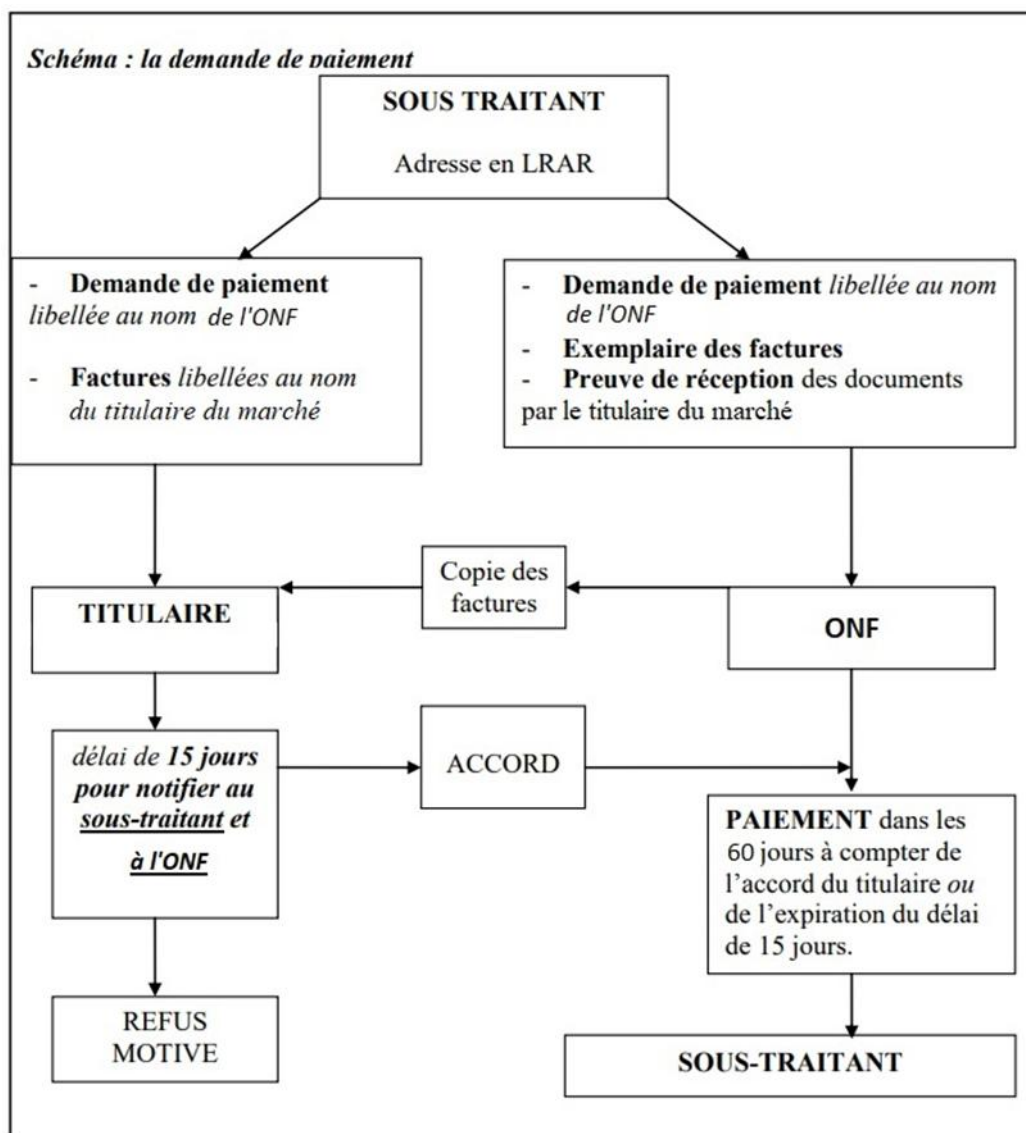 Schéma : la demande de paiement
SOUS TRAITANT
Adresse en LRAR
- Demande de paiement
libellée au nom de l'ONF
- Factures libellées au nom
du titulaire du marché
- Demande de paiement libellée au nom
de l'ONF
- Exemplaire des factures
- Preuve de réception des documents
par le titulaire du marché
Copie des
factures
TITULAIRE
ONF
délai de 15 jours
pour notifier au
sous-traitant et
à l'ONF
ACCORD
PAIEMENT dans les
60 jours à compter de
l'accord du titulaire ou
de l'expiration du délai
de 15 jours.
REFUS
MOTIVE
SOUS-TRAITANT